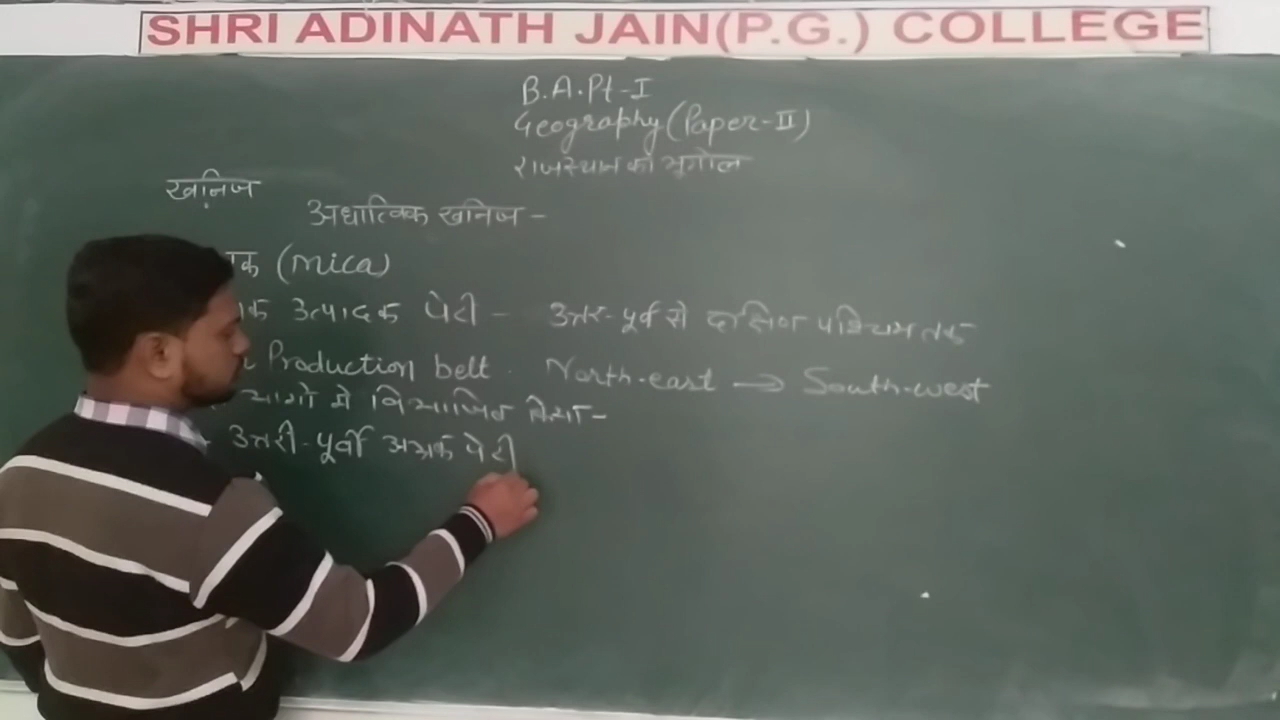 SHRI ADINATH JAIN(P.G.) COLLEGE
B.A.Pt-I
Geography(Paper-II)
राजस्थान का भूगोल
खनिज
अधात्विक खनिज -
(Mica)
उत्पादक पेटी - उत्तर-पूर्व से दक्षिण पश्चिम तक
Production belt. North-east → South-west
भागों मे विभाजित किया-
उत्तरी-पूर्वी अभ्रक पेटी